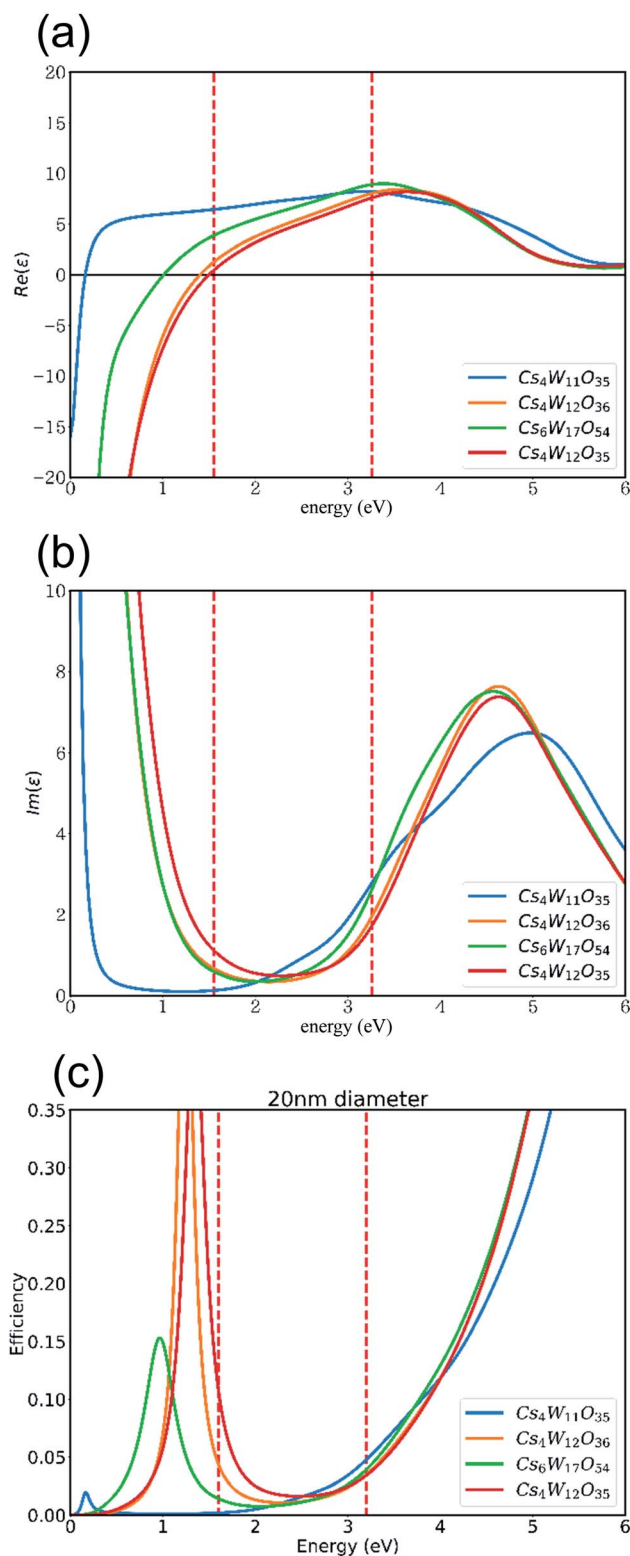 (a)
20
15
10
5
0
−5
−10
−15
−20
Re(ε)
Cs₄W₁₁O₃₅
Cs₄W₁₂O₃₆
Cs₆W₁₇O₅₄
Cs₄W₁₂O₃₅
0 1 2 3 4 5 6
energy (eV)
(b)
10
8
6
4
2
0
Im(ε)
Cs₄W₁₁O₃₅
Cs₄W₁₂O₃₆
Cs₆W₁₇O₅₄
Cs₄W₁₂O₃₅
0 1 2 3 4 5 6
energy (eV)
(c)
20nm diameter
0.35
0.30
0.25
0.20
0.15
0.10
0.05
0.00
Efficiency
Cs₄W₁₁O₃₅
Cs₄W₁₂O₃₆
Cs₆W₁₇O₅₄
Cs₄W₁₂O₃₅
0 1 2 3 4 5 6
Energy (eV)